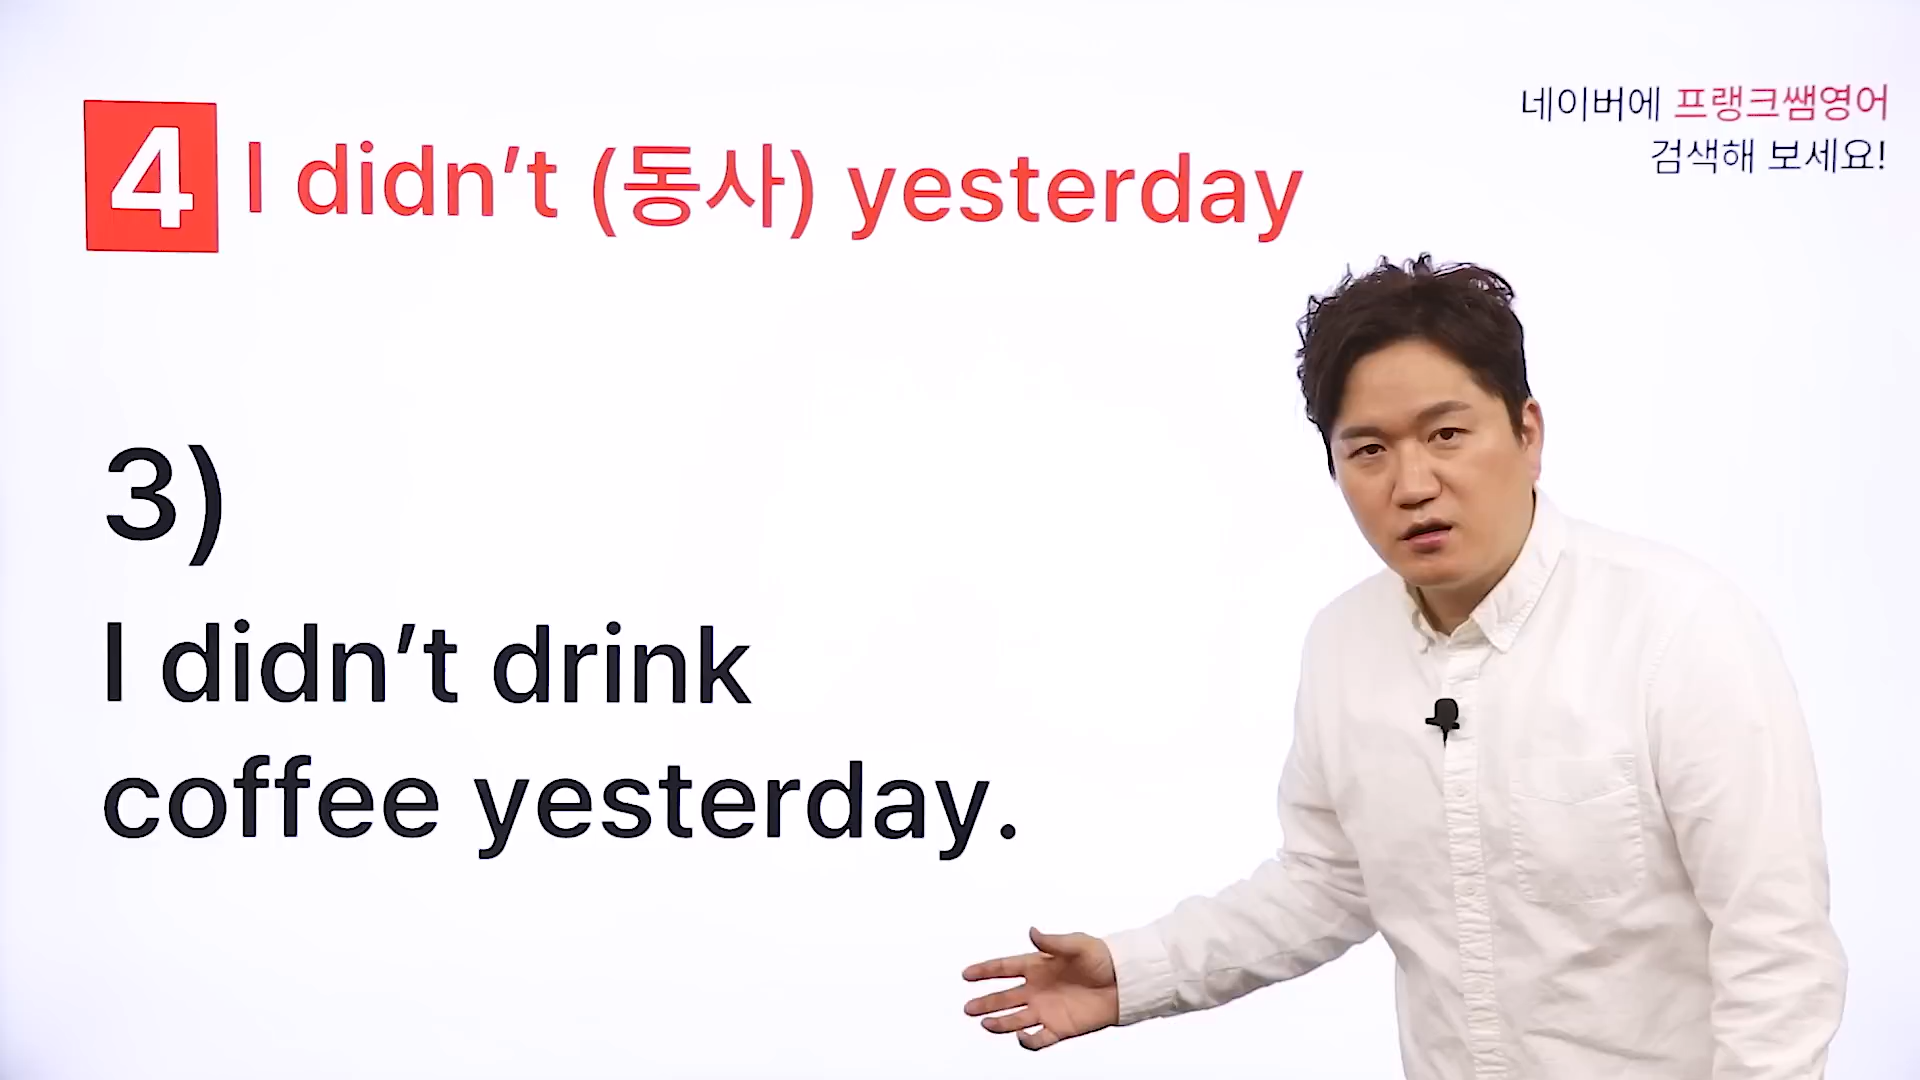 4 I didn’t (동사) yesterday
네이버에 프랭크쌤영어
검색해 보세요!
3)
I didn’t drink
coffee yesterday.